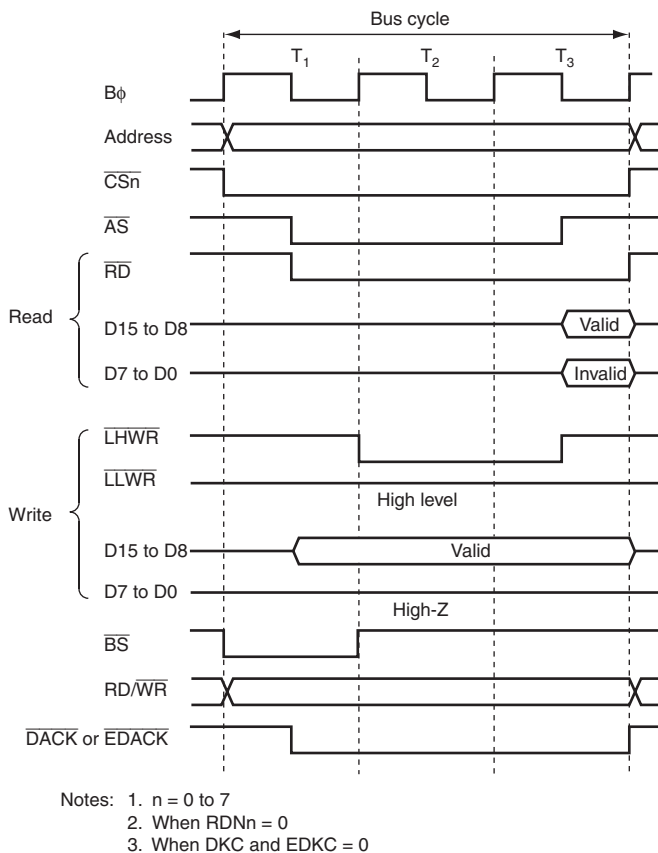 Bus cycle
T1 T2 T3
Bφ
Address
CSn
AS
RD
Read
D15 to D8 Valid
D7 to D0 Invalid
LHWR
LLWR
High level
Write
D15 to D8 Valid
D7 to D0
High-Z
BS
RD/WR
DACK or EDACK
Notes: 1. n = 0 to 7
2. When RDNn = 0
3. When DKC and EDKC = 0